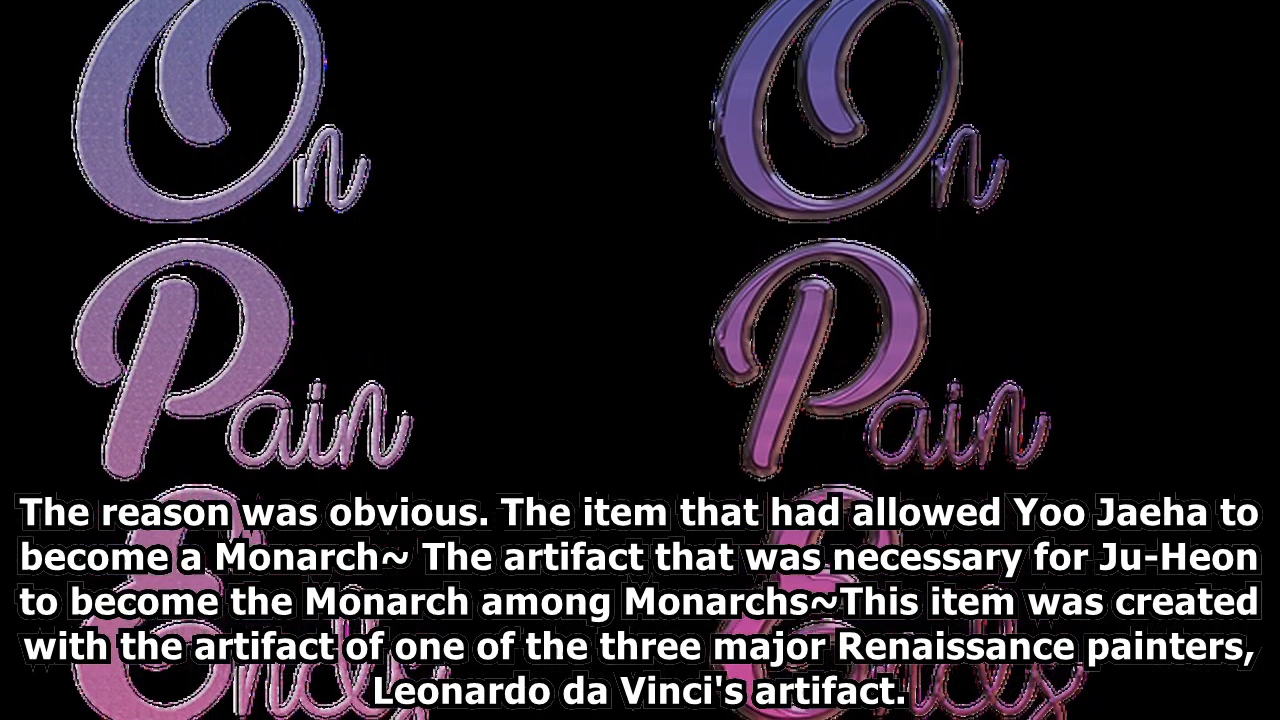 On On
Pain Pain
Ends Ends
The reason was obvious. The item that had allowed Yoo Jaeha to
become a Monarch~ The artifact that was necessary for Ju-Heon
to become the Monarch among Monarchs~This item was created
with the artifact of one of the three major Renaissance painters,
Leonardo da Vinci's artifact.